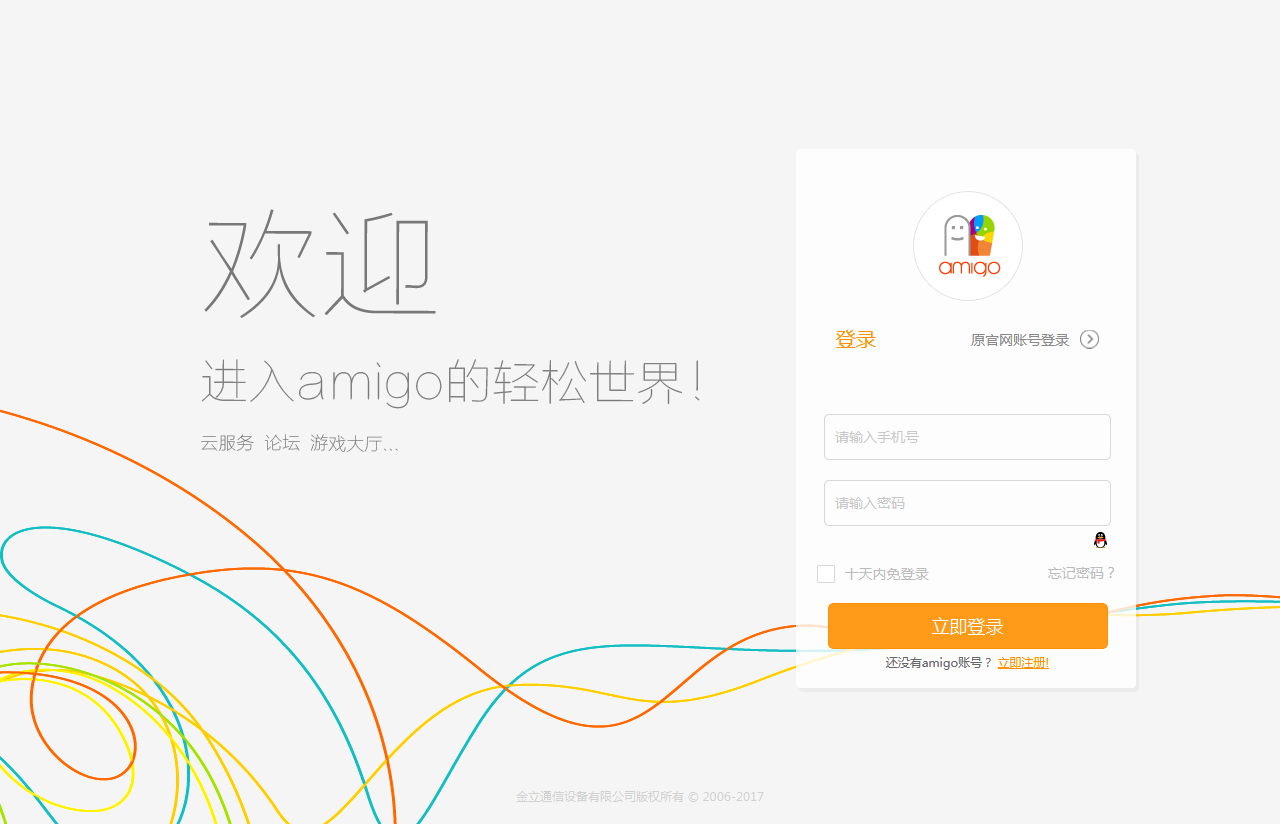 欢迎
进入amigo的轻松世界！
云服务 论坛 游戏大厅...
amigo
登录
原官网账号登录
请输入手机号
请输入密码
十天内免登录
忘记密码？
立即登录
还没有amigo账号？ 立即注册!
金立通信设备有限公司版权所有 © 2006-2017